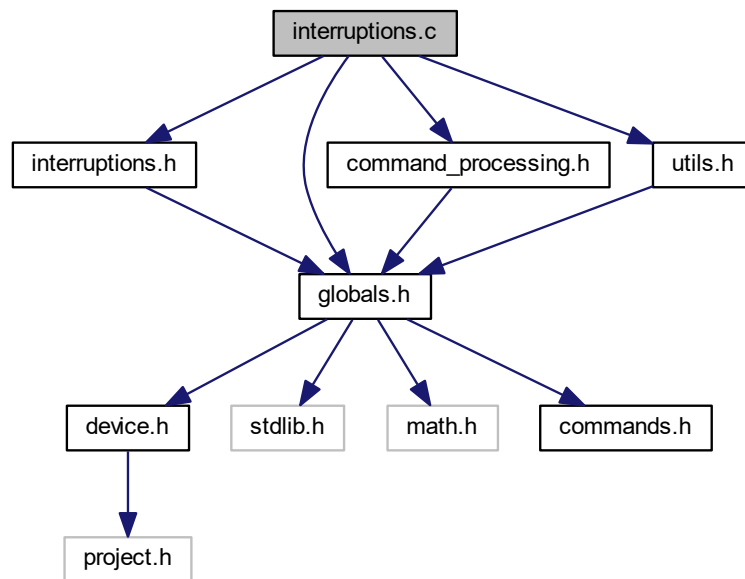 interruptions.c
interruptions.h
command_processing.h
utils.h
globals.h
device.h
stdlib.h
math.h
commands.h
project.h